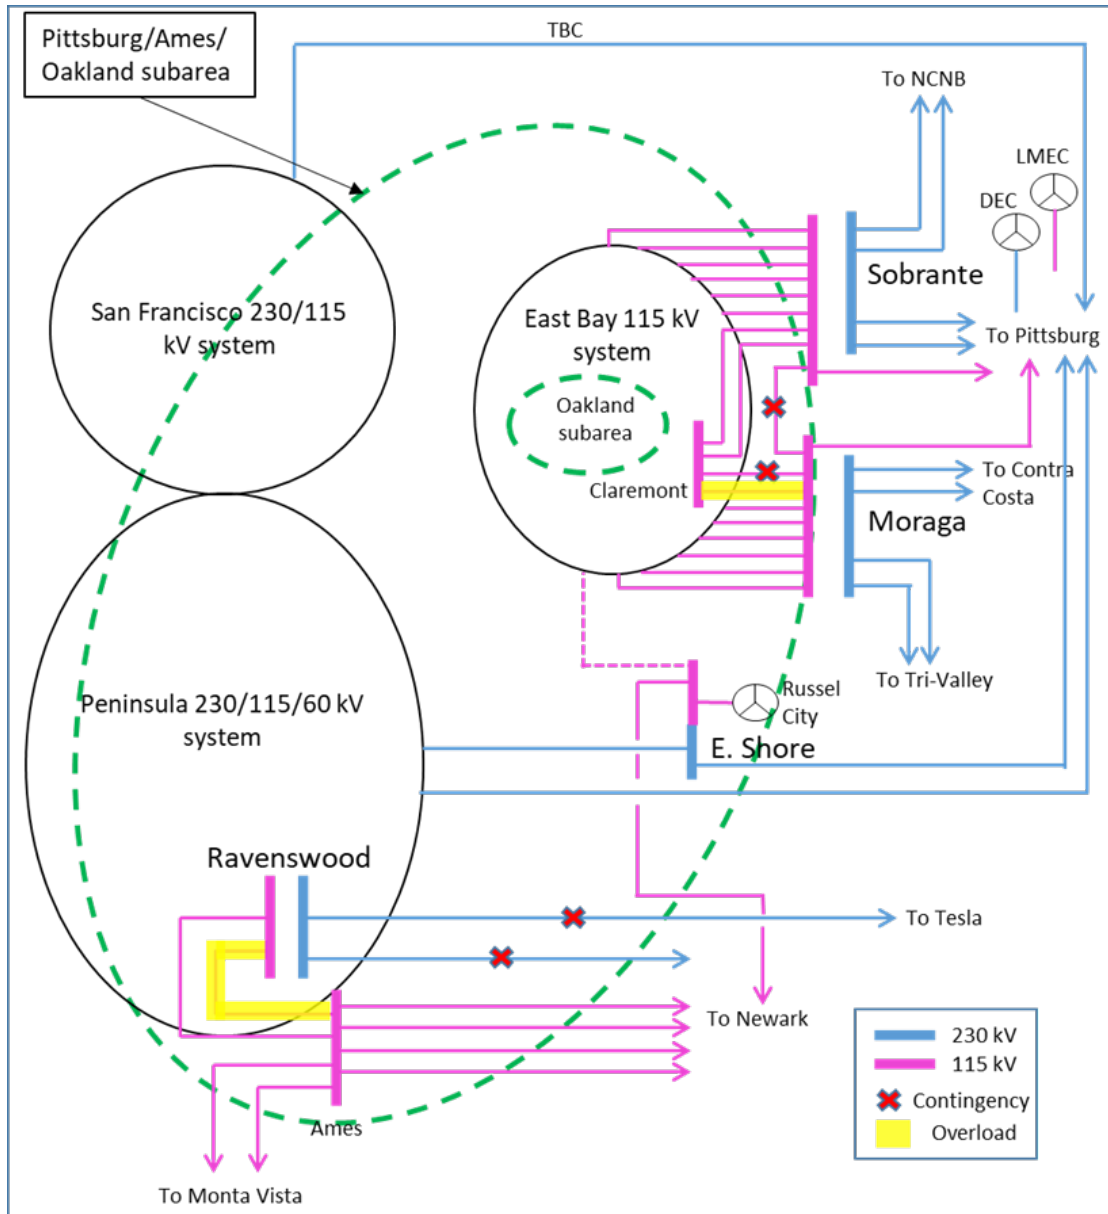 Pittsburg/Ames/
Oakland subarea
TBC
To NCNB
LMEC
DEC
Sobrante
San Francisco 230/115
kV system
East Bay 115 kV
system
To Pittsburg
Oakland
subarea
Claremont
To Contra
Costa
Moraga
To Tri-Valley
Peninsula 230/115/60 kV
system
Russel
City
E. Shore
Ravenswood
To Tesla
To Newark
230 kV
115 kV
Contingency
Overload
Ames
To Monta Vista